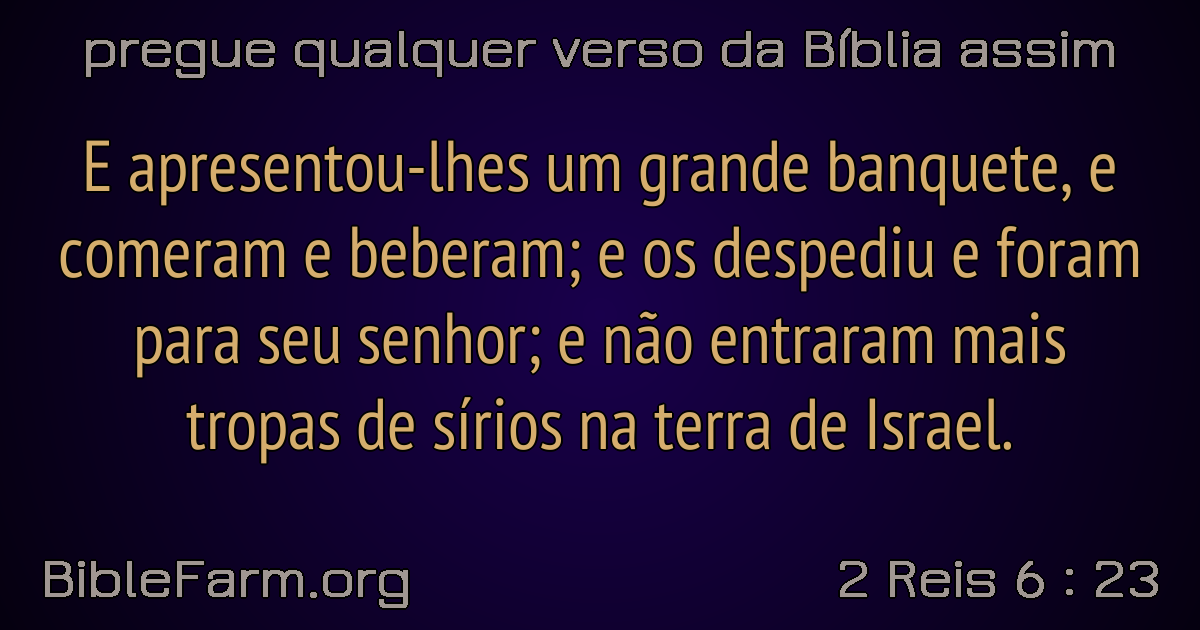 pregue qualquer verso da Bíblia assim
E apresentou-lhes um grande banquete, e
comeram e beberam; e os despediu e foram
para seu senhor; e não entraram mais
tropas de sírios na terra de Israel.
BibleFarm.org
2 Reis 6 : 23